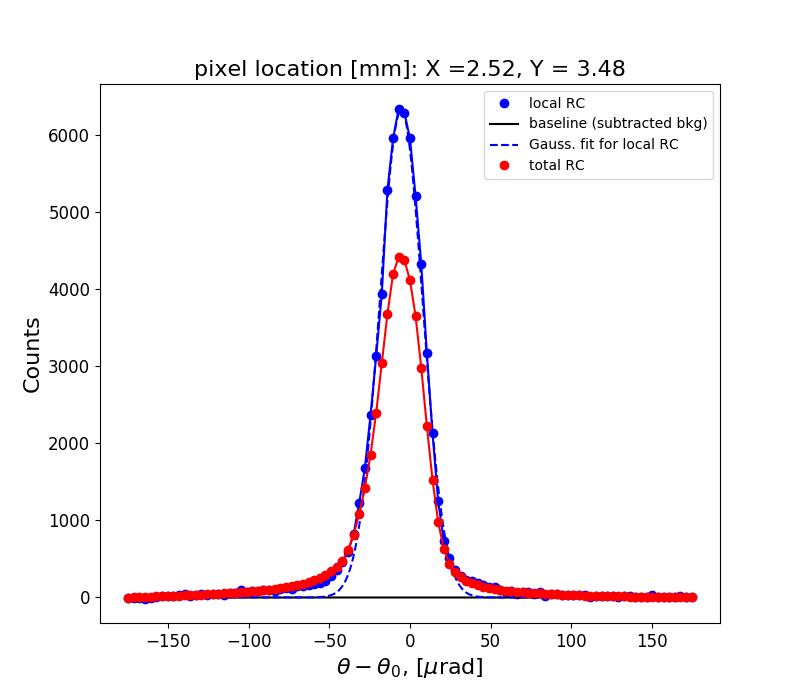 pixel location [mm]: X =2.52, Y = 3.48
local RC
baseline (subtracted bkg)
Gauss. fit for local RC
total RC
6000
5000
4000
3000
2000
1000
0
Counts
−150
−100
−50
0
50
100
150
θ − θ₀, [μrad]